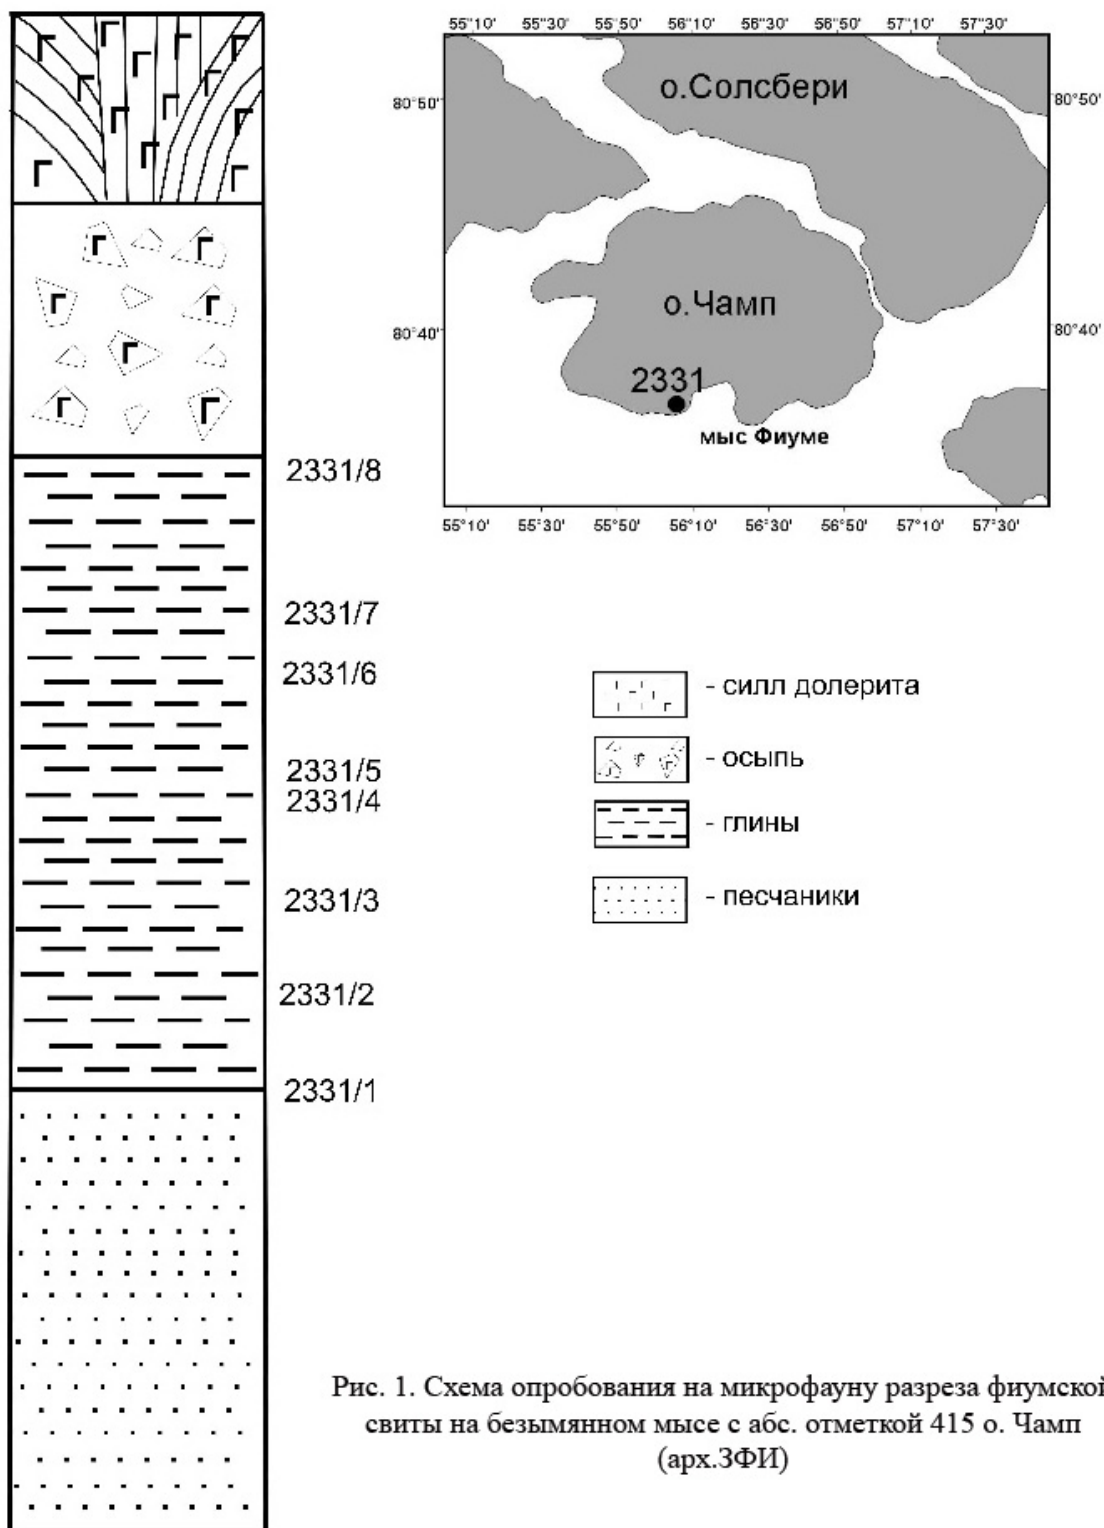 55°10' 55°30' 55°50' 56°10' 56°30' 56°50' 57°10' 57°30'
80°50'
80°50'
о.Солсбери
о.Чамп
80°40'
80°40'
2331
мыс Фиуме
55°10' 55°30' 55°50' 56°10' 56°30' 56°50' 57°10' 57°30'
2331/8
2331/7
2331/6
2331/5
2331/4
2331/3
2331/2
2331/1
- силл долерита
- осыпь
- глины
- песчаники
Рис. 1. Схема опробования на микрофауну разреза фиумской
свиты на безымянном мысе с абс. отметкой 415 о. Чамп
(арх.ЗФИ)